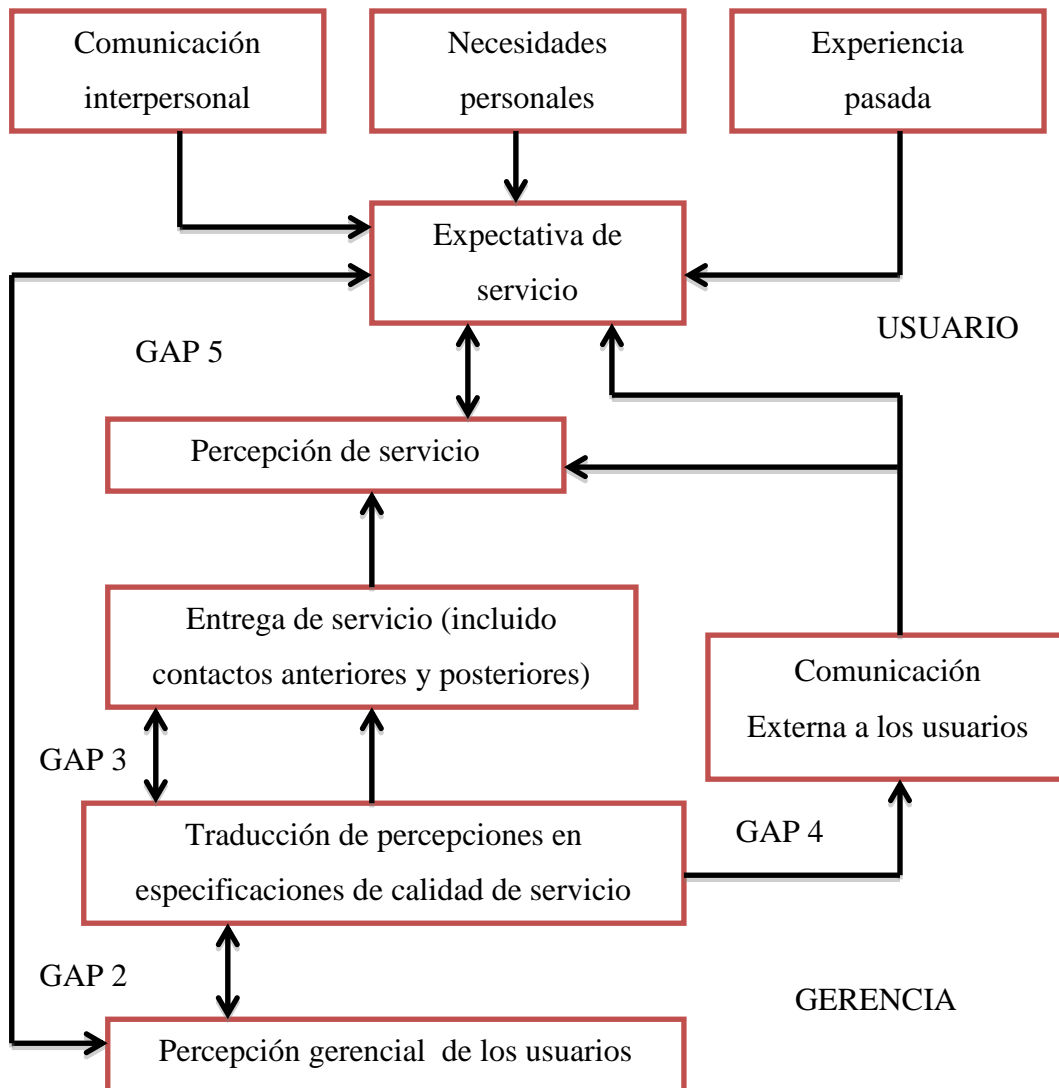 Comunicación
interpersonal
Necesidades
personales
Experiencia
pasada
Expectativa de
servicio
USUARIO
GAP 5
Percepción de servicio
Entrega de servicio (incluido
contactos anteriores y posteriores)
Comunicación
Externa a los usuarios
GAP 3
Traducción de percepciones en
especificaciones de calidad de servicio
GAP 4
GAP 2
GERENCIA
Percepción gerencial de los usuarios